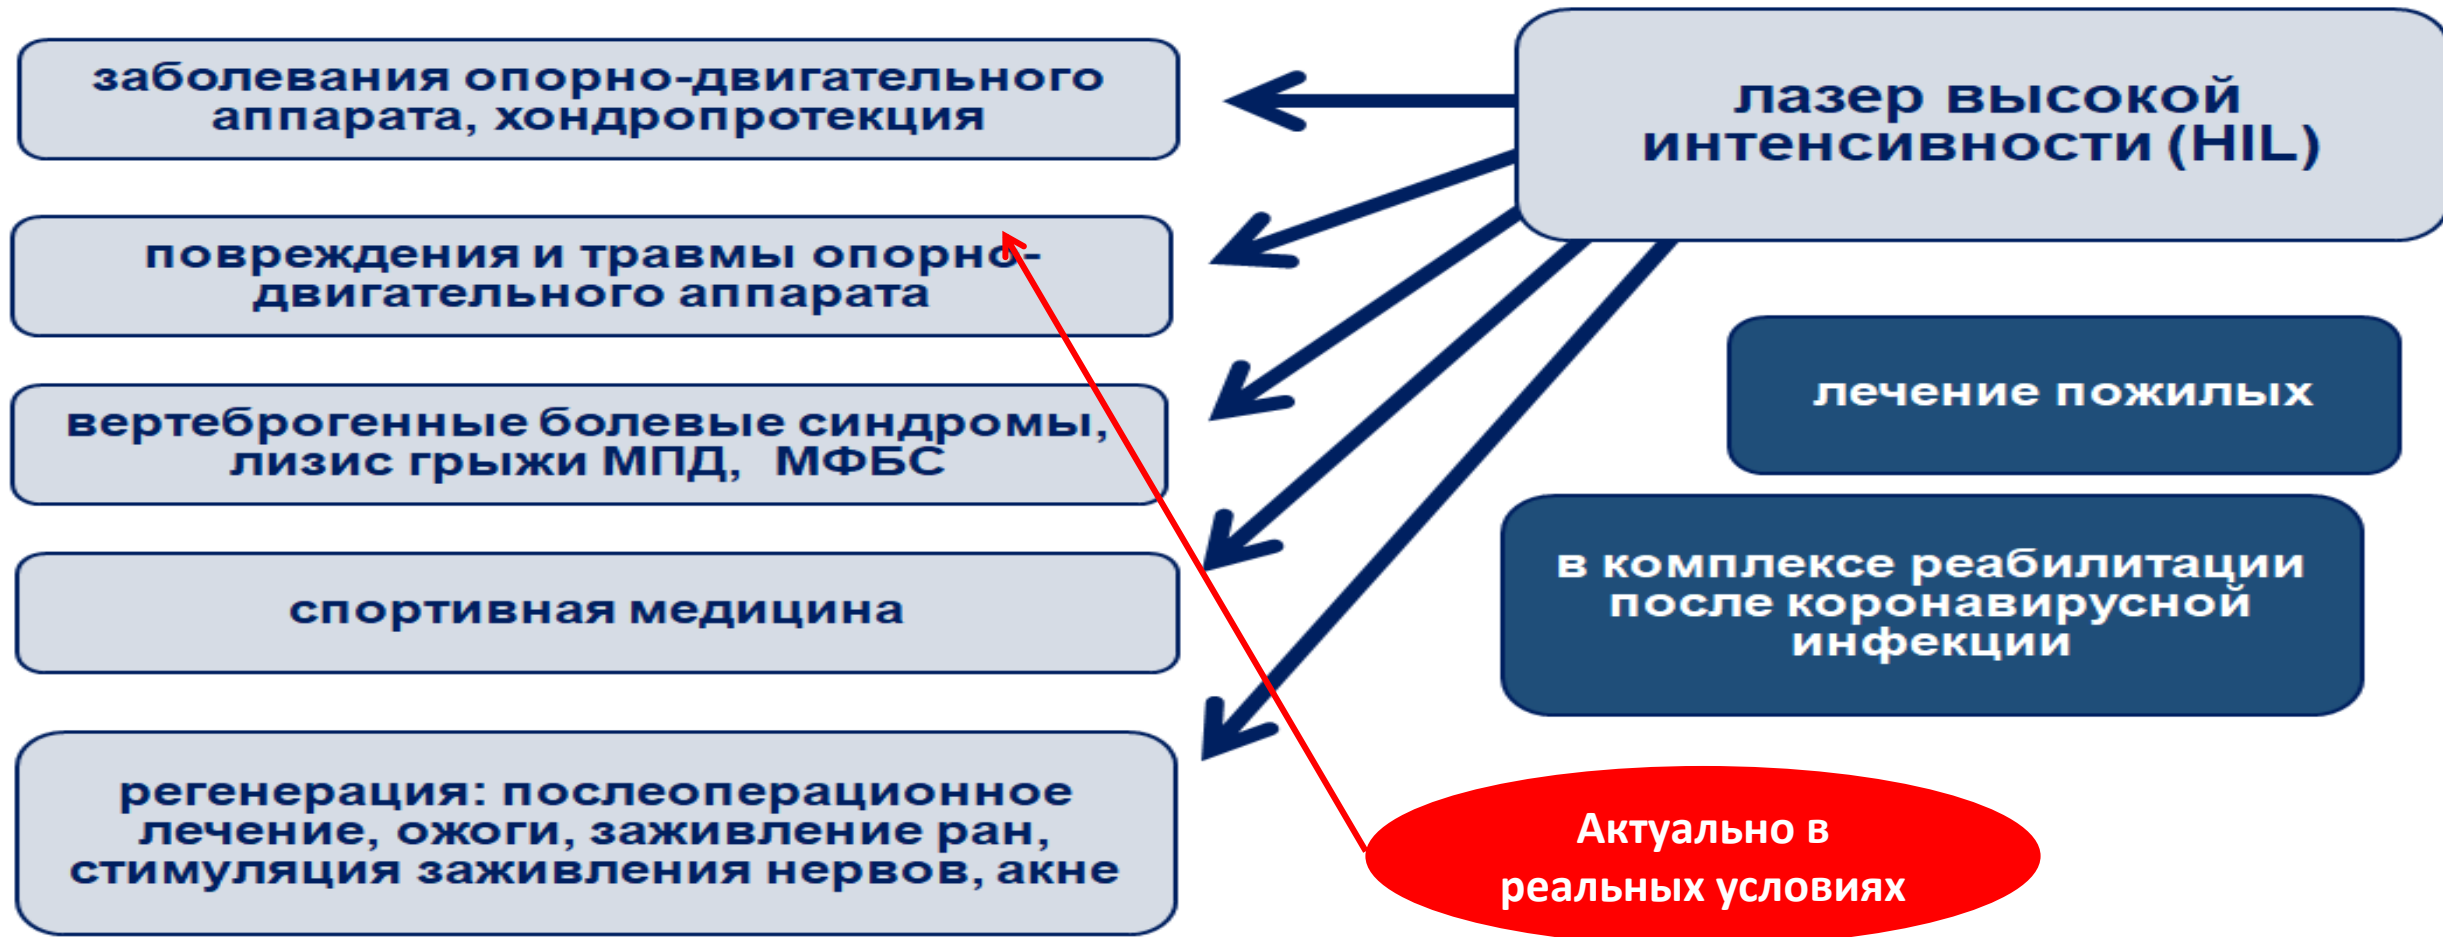 заболевания опорно-двигательного
аппарата, хондропротекция
лазер высокой
интенсивности (HIL)
повреждения и травмы опорно-
двигательного аппарата
вертеброгенные болевые синдромы,
лизис грыжи МПД, МФБС
лечение пожилых
спортивная медицина
в комплексе реабилитации
после коронавирусной
инфекции
регенерация: послеоперационное
лечение, ожоги, заживление ран,
стимуляция заживления нервов, акне
Актуально в
реальных условиях